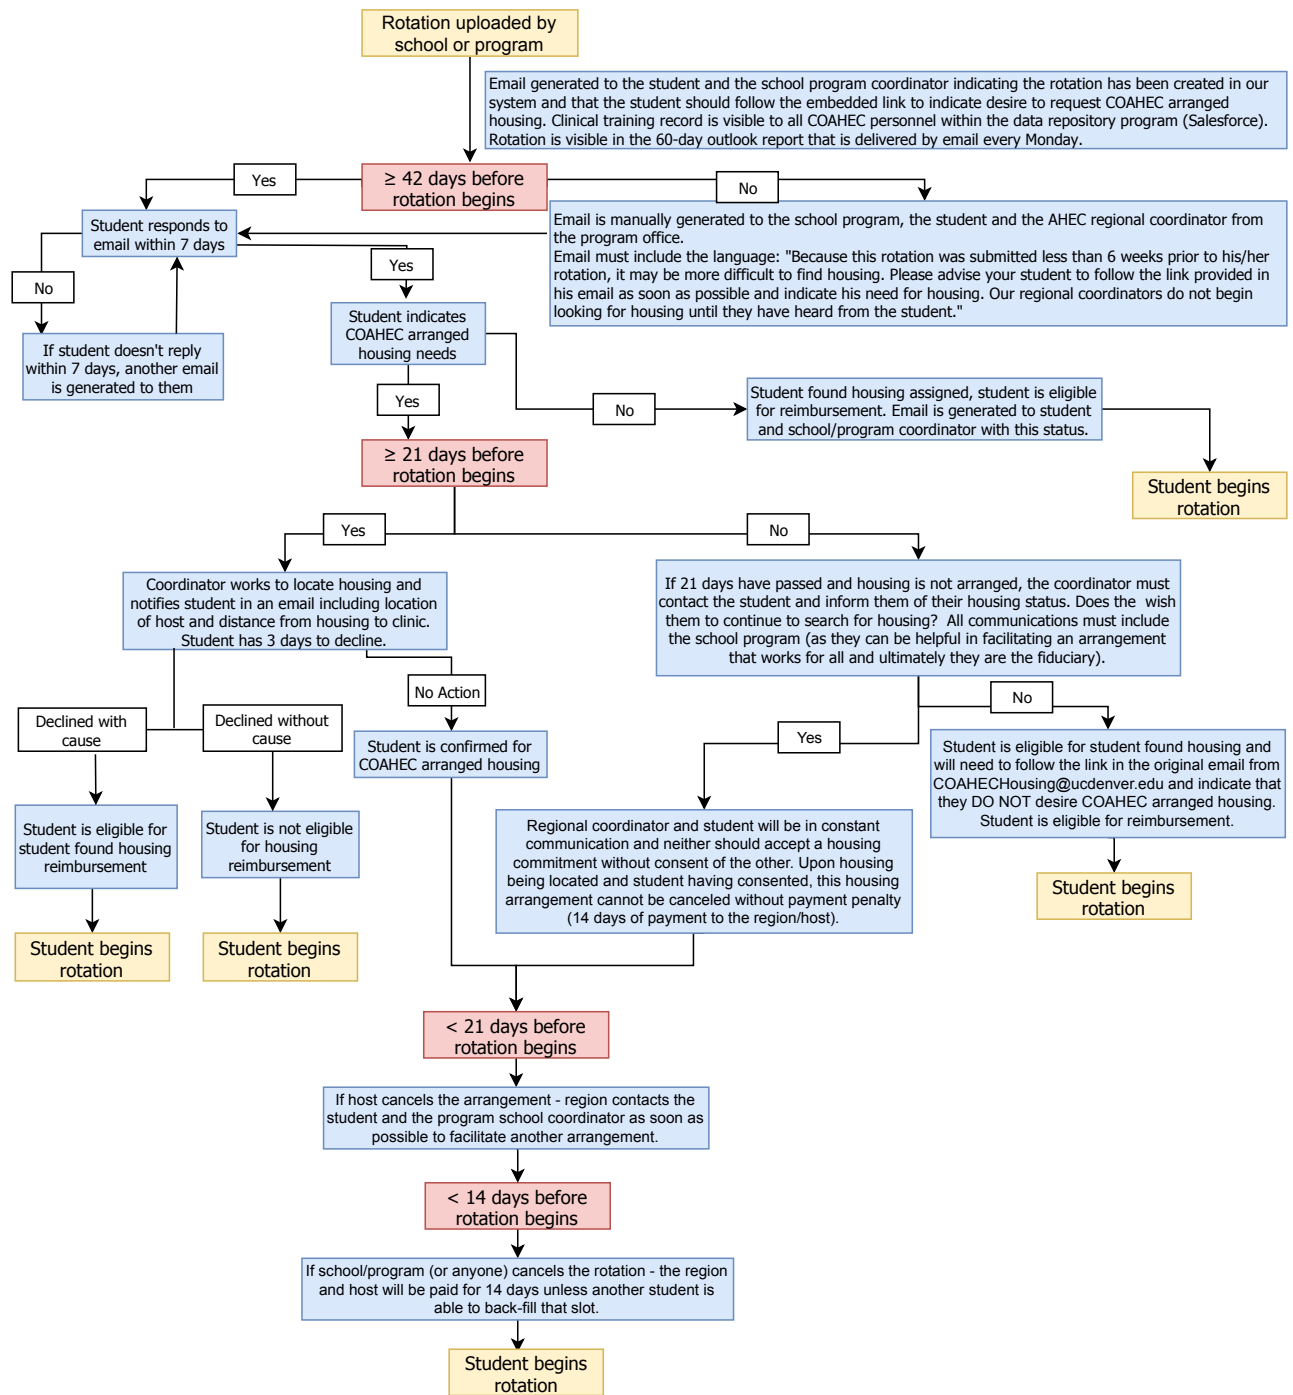 Rotation uploaded by
school or program
Email generated to the student and the school program coordinator indicating the rotation has been created in our
system and that the student should follow the embedded link to indicate desire to request COAHEC arranged
housing. Clinical training record is visible to all COAHEC personnel within the data repository program (Salesforce).
Rotation is visible in the 60-day outlook report that is delivered by email every Monday.
≥ 42 days before
rotation begins
Yes
No
Student responds to
email within 7 days
Email is manually generated to the school program, the student and the AHEC regional coordinator from
the program office.
Email must include the language: "Because this rotation was submitted less than 6 weeks prior to his/her
rotation, it may be more difficult to find housing. Please advise your student to follow the link provided in
his email as soon as possible and indicate his need for housing. Our regional coordinators do not begin
looking for housing until they have heard from the student."
No
Yes
If student doesn't reply
within 7 days, another email
is generated to them
Student indicates
COAHEC arranged
housing needs
Yes
No
Student found housing assigned, student is eligible
for reimbursement. Email is generated to student
and school/program coordinator with this status.
Student begins
rotation
≥ 21 days before
rotation begins
Yes
No
Coordinator works to locate housing and
notifies student in an email including location
of host and distance from housing to clinic.
Student has 3 days to decline.
If 21 days have passed and housing is not arranged, the coordinator must
contact the student and inform them of their housing status. Does the  wish
them to continue to search for housing?  All communications must include
the school program (as they can be helpful in facilitating an arrangement
that works for all and ultimately they are the fiduciary).
Declined with
cause
Declined without
cause
No Action
Yes
No
Student is confirmed for
COAHEC arranged housing
Student is eligible for student found housing and
will need to follow the link in the original email from
COAHECHousing@ucdenver.edu and indicate that
they DO NOT desire COAHEC arranged housing.
Student is eligible for reimbursement.
Student is eligible for
student found housing
reimbursement
Student is not eligible
for housing
reimbursement
Regional coordinator and student will be in constant
communication and neither should accept a housing
commitment without consent of the other. Upon housing
being located and student having consented, this housing
arrangement cannot be canceled without payment penalty
(14 days of payment to the region/host).
Student begins
rotation
Student begins
rotation
Student begins
rotation
< 21 days before
rotation begins
If host cancels the arrangement - region contacts the
student and the program school coordinator as soon as
possible to facilitate another arrangement.
< 14 days before
rotation begins
If school/program (or anyone) cancels the rotation - the region
and host will be paid for 14 days unless another student is
able to back-fill that slot.
Student begins
rotation